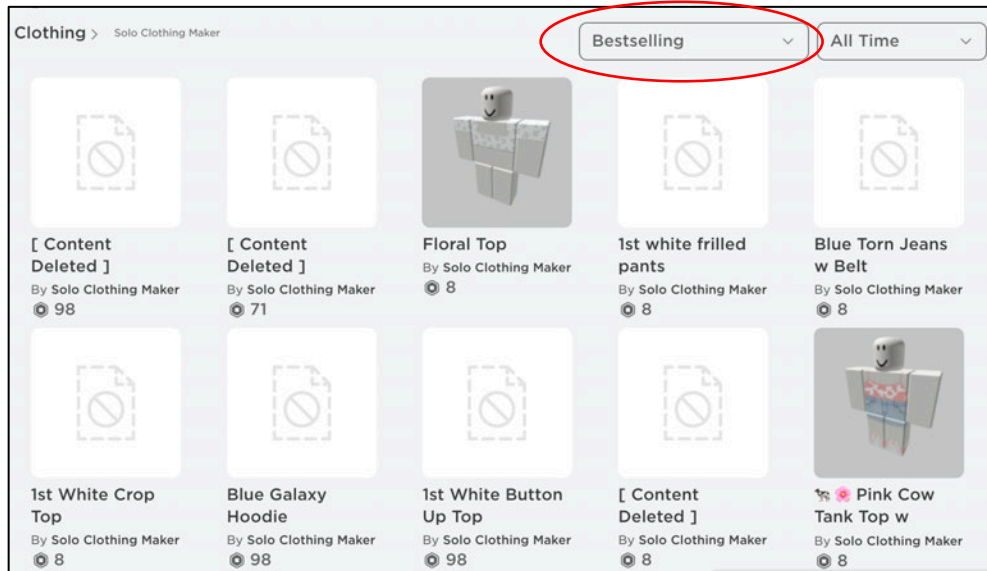 Clothing > Solo Clothing Maker
Bestselling
All Time
[ Content
Deleted ]
By Solo Clothing Maker
98
[ Content
Deleted ]
By Solo Clothing Maker
71
Floral Top
By Solo Clothing Maker
8
1st white frilled
pants
By Solo Clothing Maker
8
Blue Torn Jeans
w Belt
By Solo Clothing Maker
8
1st White Crop
Top
By Solo Clothing Maker
8
Blue Galaxy
Hoodie
By Solo Clothing Maker
98
1st White Button
Up Top
By Solo Clothing Maker
98
[ Content
Deleted ]
By Solo Clothing Maker
8
🐄 🌸 Pink Cow
Tank Top w
By Solo Clothing Maker
8